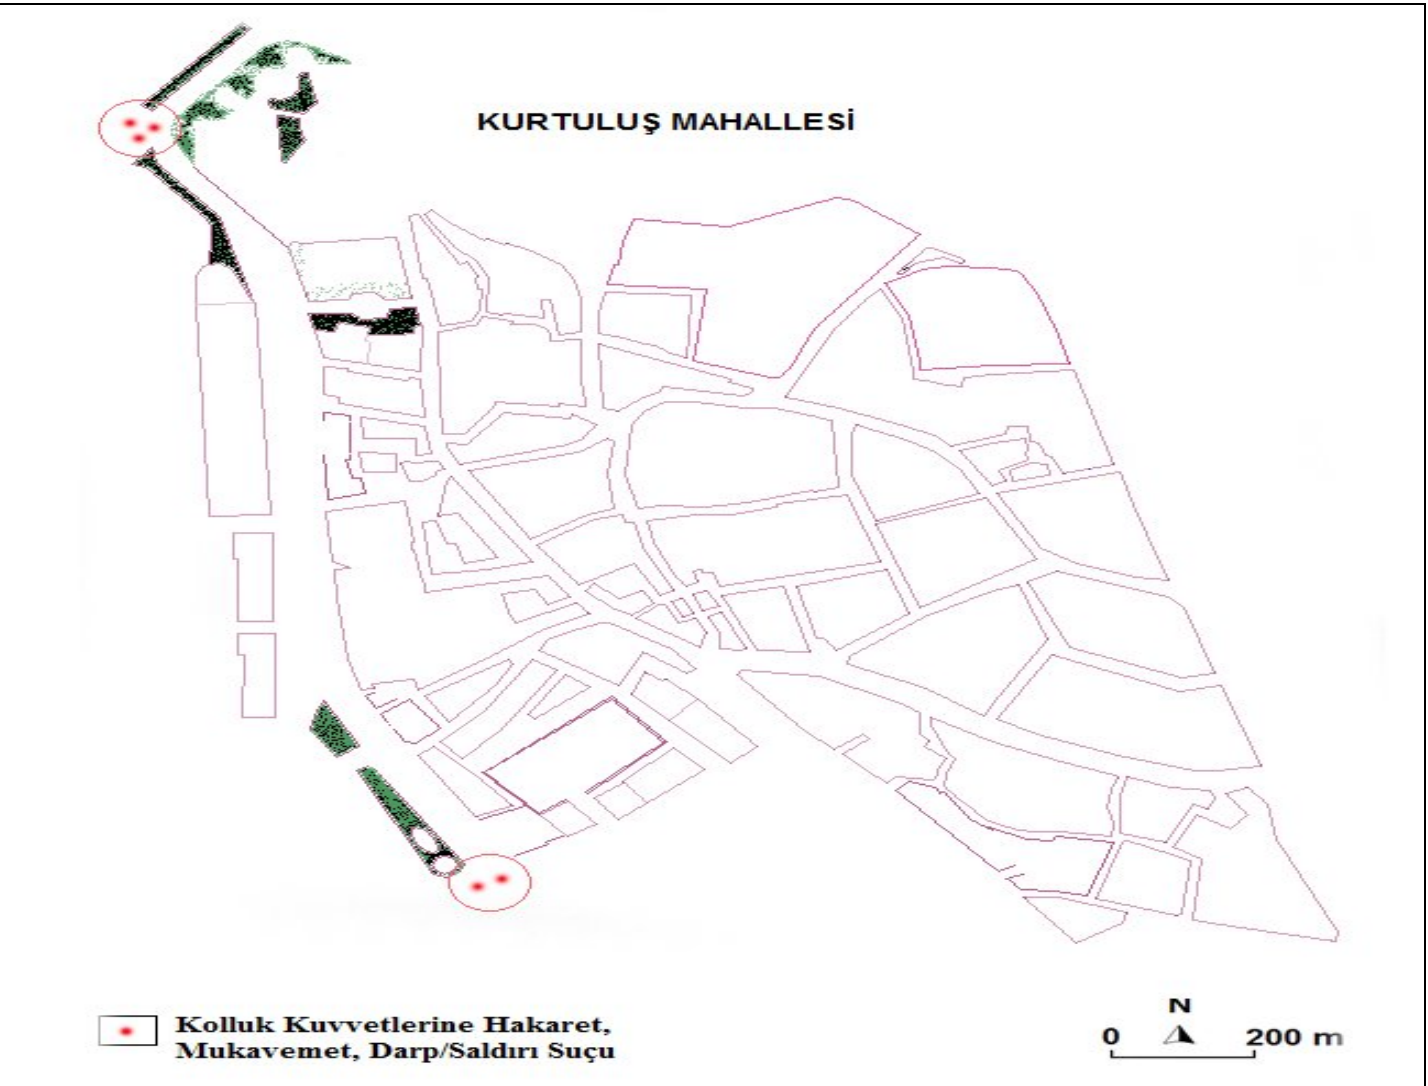 KURTULUŞ MAHALLESİ
Kolluk Kuvvetlerine Hakaret,
Mukavemet, Darp/Saldırı Suçu
N
0 200 m